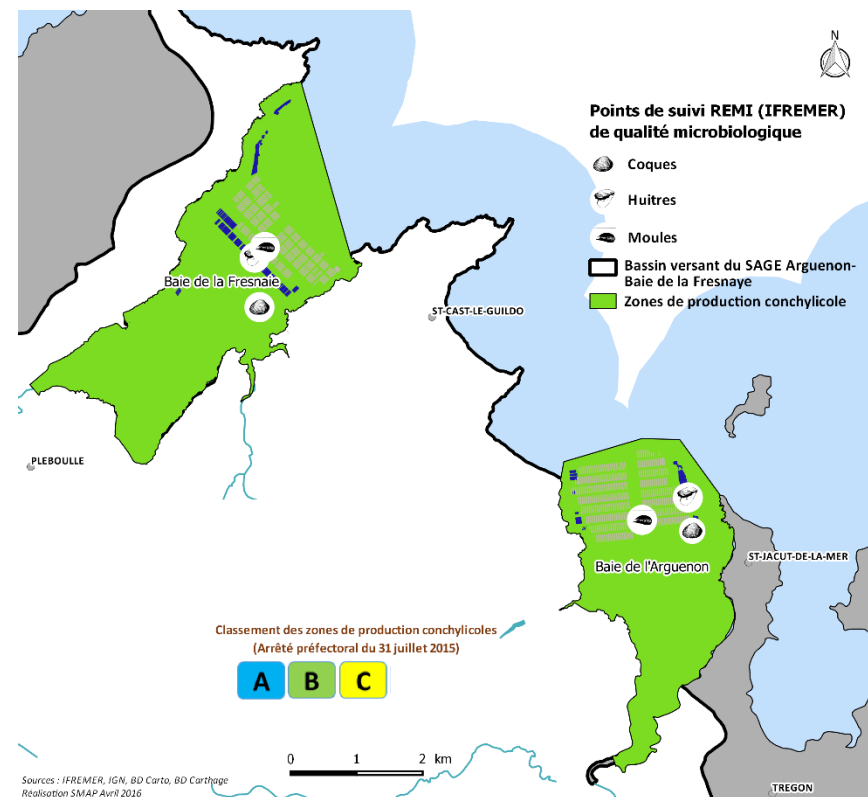 N
Points de suivi REMI (IFREMER)
de qualité microbiologique
Coques
Huitres
Moules
Bassin versant du SAGE Arguenon-
Baie de la Fresnaye
Zones de production conchylicole
Baie de la Fresnaie
ST-CAST-LE-GUILDO
PLEBOULLE
ST-JACUT-DE-LA-MER
Baie de l'Arguenon
Classement des zones de production conchylicoles
(Arrêté préfectoral du 31 juillet 2015)
A B C
0 1 2 km
Sources : IFREMER, IGN, BD Carto, BD Carthage
Réalisation SMAP Avril 2016
TREGON